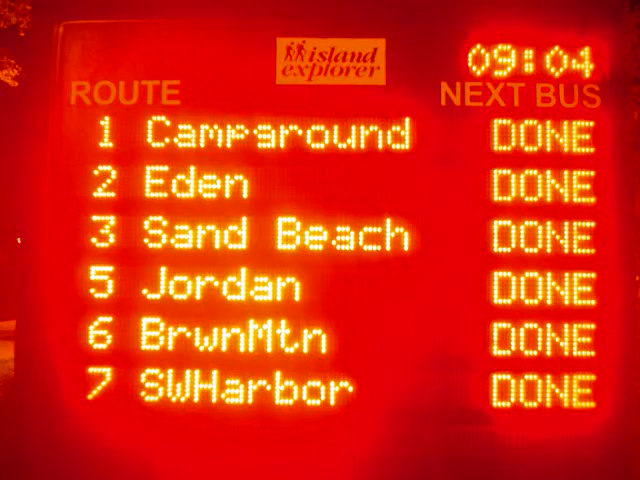 island
explorer
09:04
ROUTE NEXT BUS
1 Campground DONE
2 Eden DONE
3 Sand Beach DONE
5 Jordan DONE
6 BrwnMtn DONE
7 SWHarbor DONE